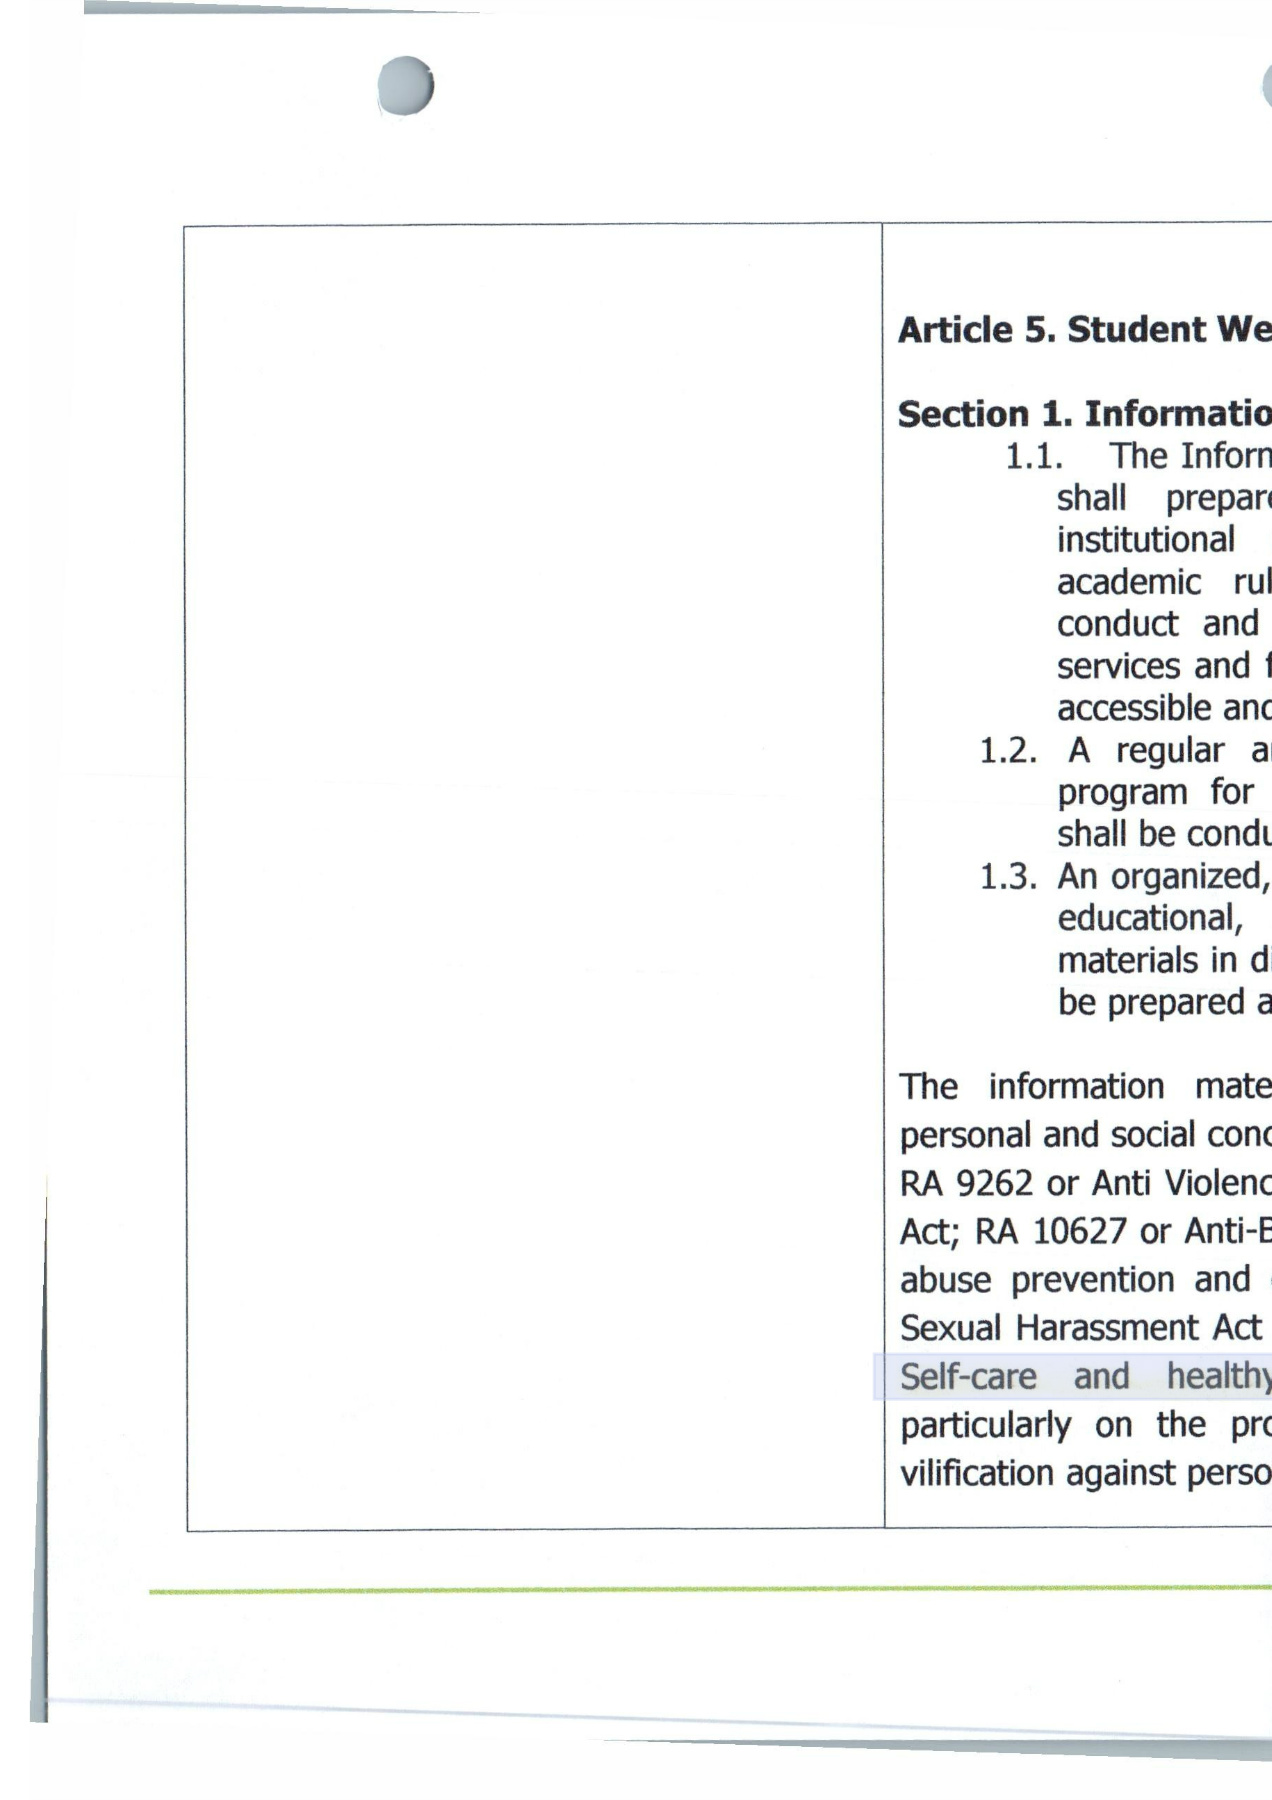 Article 5. Student We
Section 1. Informatio
1.1. The Inform
shall prepare
institutional
academic rul
conduct and
services and f
accessible and
1.2. A regular a
program for
shall be condu
1.3. An organized,
educational,
materials in di
be prepared a
The information mate
personal and social conc
RA 9262 or Anti Violenc
Act; RA 10627 or Anti-B
abuse prevention and
Sexual Harassment Act
Self-care and healthy
particularly on the pro
vilification against perso